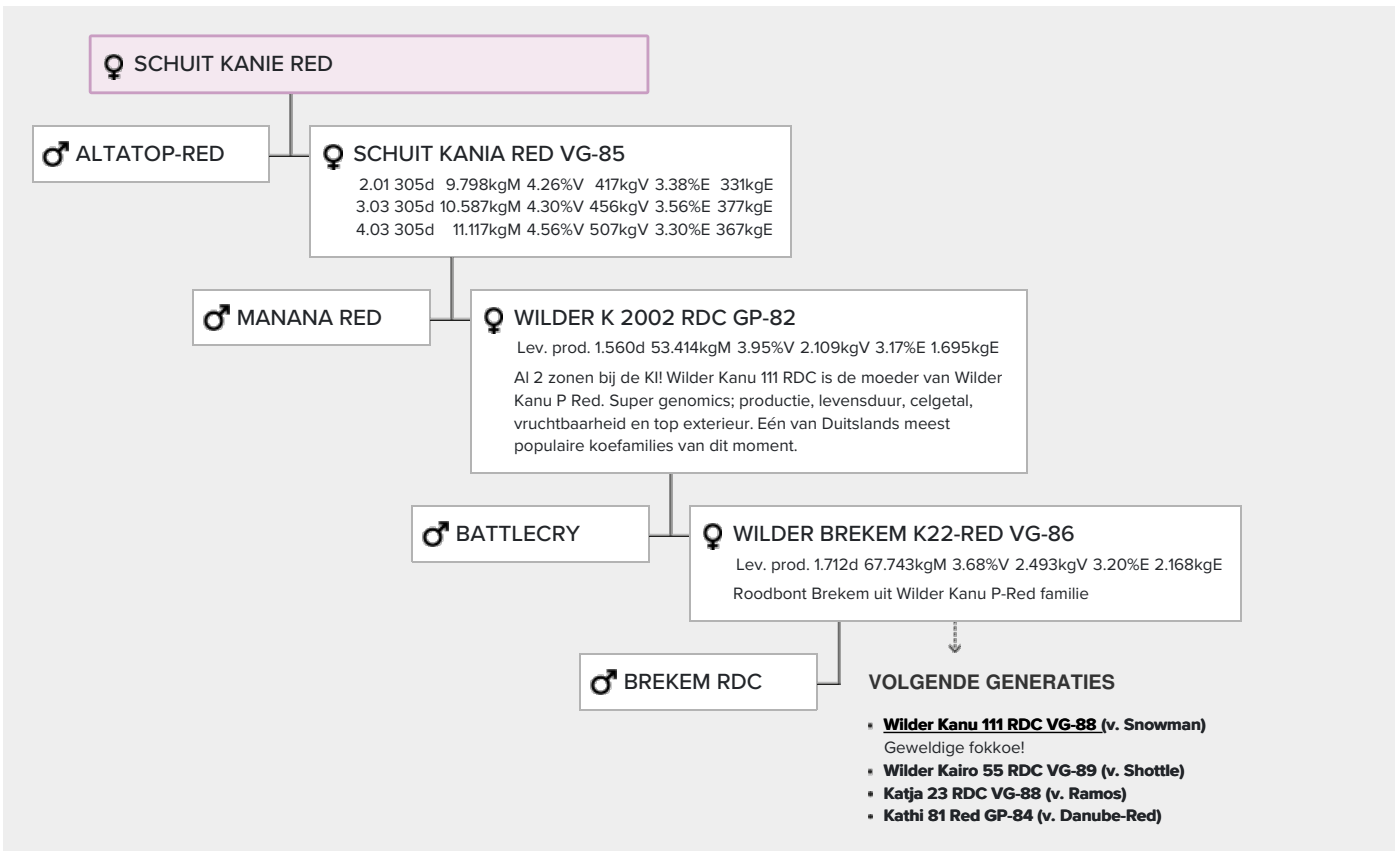 SCHUIT KANIE RED
ALTATOP-RED
SCHUIT KANIA RED VG-85
2.01 305d 9.798kgM 4.26%V 417kgV 3.38%E 331kgE
3.03 305d 10.587kgM 4.30%V 456kgV 3.56%E 377kgE
4.03 305d 11.117kgM 4.56%V 507kgV 3.30%E 367kgE
MANANA RED
WILDER K 2002 RDC GP-82
Lev. prod. 1.560d 53.414kgM 3.95%V 2.109kgV 3.17%E 1.695kgE
Al 2 zonen bij de KI! Wilder Kanu 111 RDC is de moeder van Wilder
Kanu P Red. Super genomics; productie, levensduur, celgetal,
vruchtbaarheid en top exterieur. Eén van Duitslands meest
populaire koefamilies van dit moment.
BATTLECRY
WILDER BREKEM K22-RED VG-86
Lev. prod. 1.712d 67.743kgM 3.68%V 2.493kgV 3.20%E 2.168kgE
Roodbont Brekem uit Wilder Kanu P-Red familie
BREKEM RDC
VOLGENDE GENERATIES
Wilder Kanu 111 RDC VG-88 (v. Snowman)
Geweldige fokkoe!
Wilder Kairo 55 RDC VG-89 (v. Shottle)
Katja 23 RDC VG-88 (v. Ramos)
Kathi 81 Red GP-84 (v. Danube-Red)